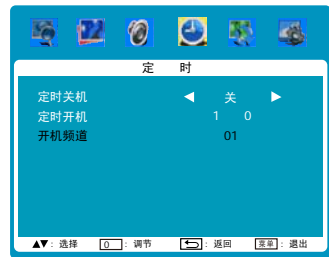 定 时
定时关机 ◀ 关 ▶
定时开机 1 0
开机频道 01
▲▼: 选择 0 : 调节 : 返回 菜单 : 退出